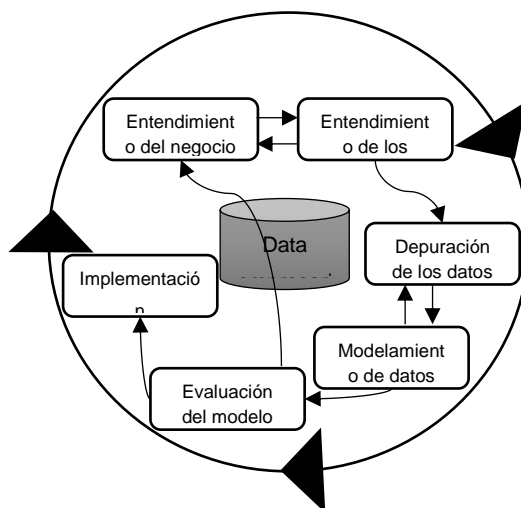 Entendimient
o del negocio
Entendimient
o de los
Data
Depuración
de los datos
Implementació
Modelamient
o de datos
Evaluación
del modelo